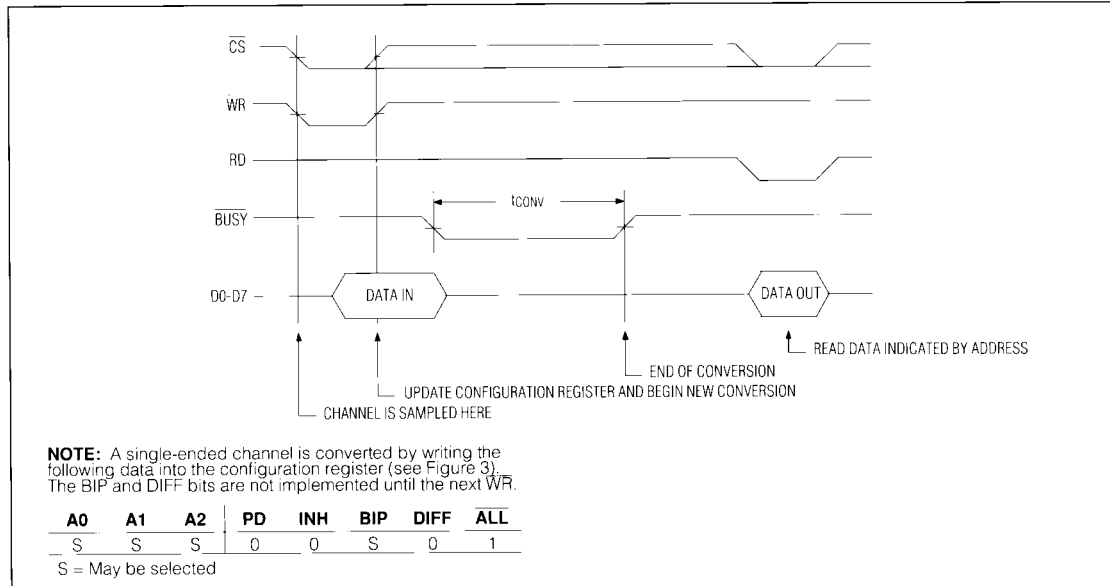 CS
WR
RD
BUSY
tCONV
D0-D7
DATA IN
DATA OUT
READ DATA INDICATED BY ADDRESS
END OF CONVERSION
UPDATE CONFIGURATION REGISTER AND BEGIN NEW CONVERSION
CHANNEL IS SAMPLED HERE
NOTE: A single-ended channel is converted by writing the
following data into the configuration register (see Figure 3).
The BIP and DIFF bits are not implemented until the next WR.
A0 A1 A2 PD INH BIP DIFF ALL
S S S 0 0 S 0 1
S = May be selected